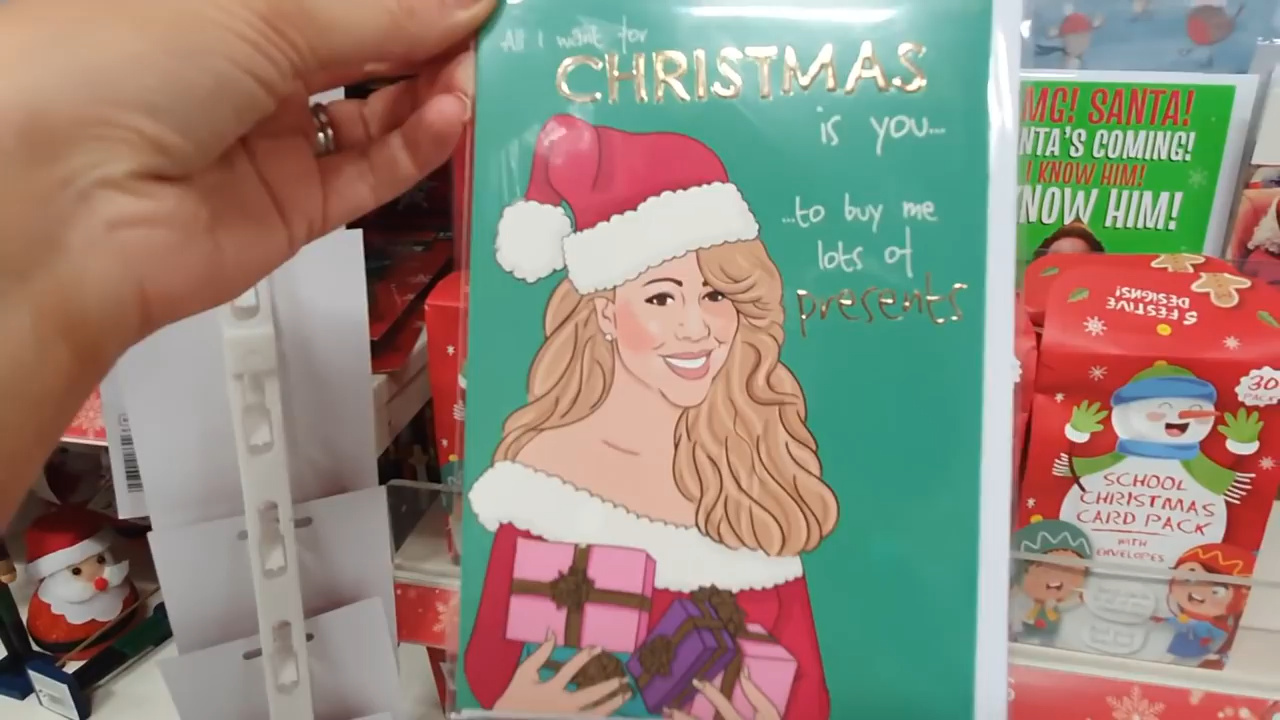 All I want for
CHRISTMAS
is you...
...to buy me
lots of
presents
MG! SANTA!
NTA'S COMING!
I KNOW HIM!
NOW HIM!
5 FESTIVE
DESIGNS!
30
PACK
SCHOOL
CHRISTMAS
CARD PACK
WITH
ENVELOPES